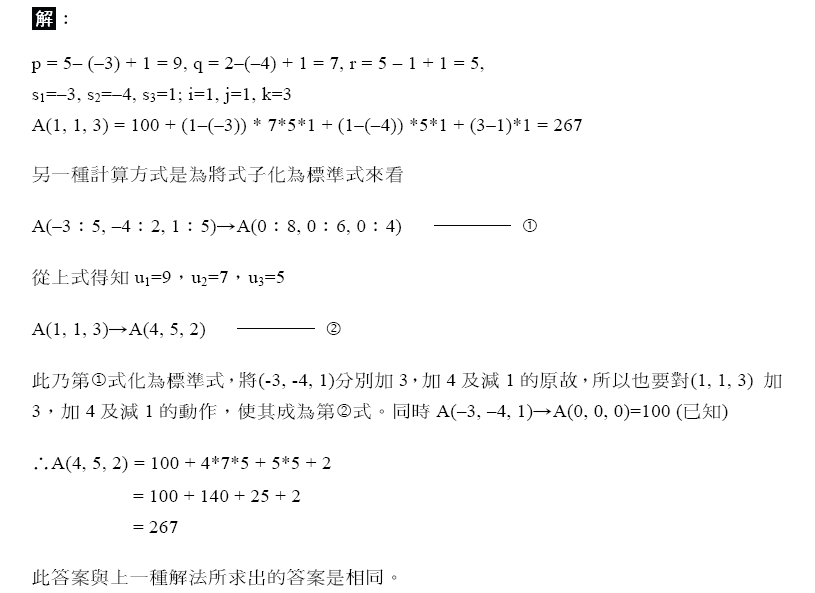 解：
p = 5– (–3) + 1 = 9, q = 2–(–4) + 1 = 7, r = 5 – 1 + 1 = 5,
s₁=–3, s₂=–4, s₃=1; i=1, j=1, k=3
A(1, 1, 3) = 100 + (1–(–3)) * 7*5*1 + (1–(–4)) *5*1 + (3–1)*1 = 267
另一種計算方式是為將式子化為標準式來看
A(–3：5, –4：2, 1：5)→A(0：8, 0：6, 0：4) ———— ①
從上式得知 u₁=9，u₂=7，u₃=5
A(1, 1, 3)→A(4, 5, 2) ———— ②
此乃第①式化為標準式，將(-3, -4, 1)分別加 3，加 4 及減 1 的原故，所以也要對(1, 1, 3) 加
3，加 4 及減 1 的動作，使其成為第②式。同時 A(–3, –4, 1)→A(0, 0, 0)=100 (已知)
∴A(4, 5, 2) = 100 + 4*7*5 + 5*5 + 2
= 100 + 140 + 25 + 2
= 267
此答案與上一種解法所求出的答案是相同。